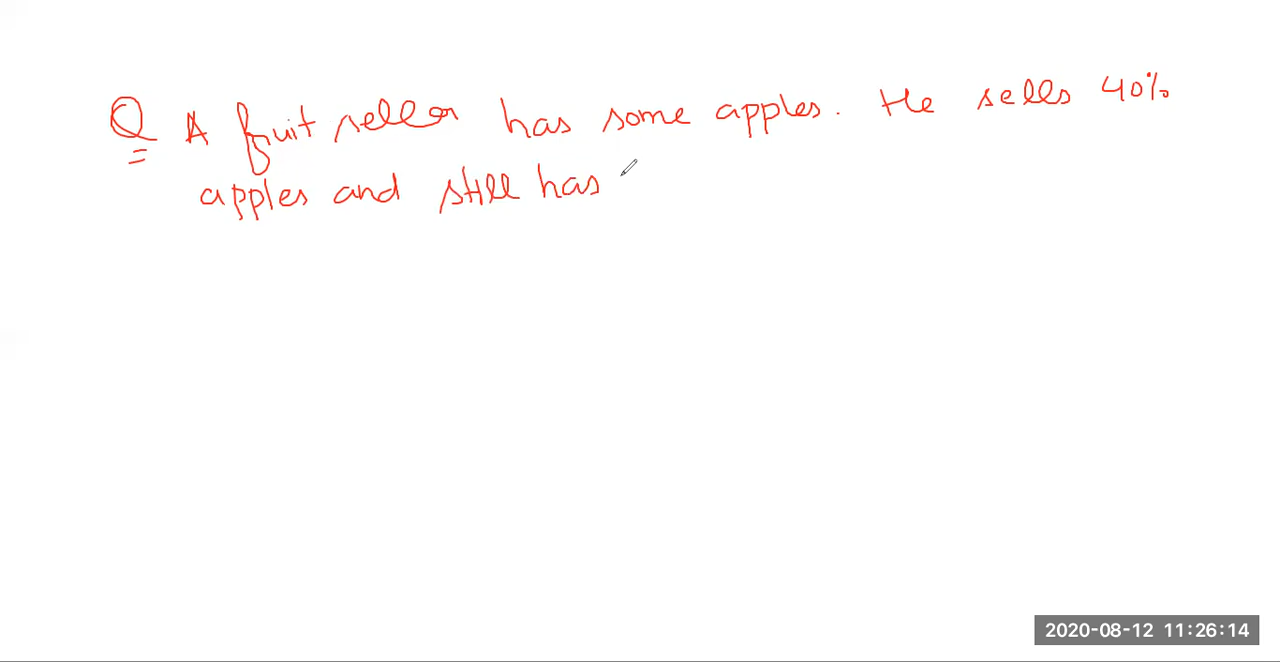 Q A fruit seller has some apples. He sells 40%
apples and still has
2020-08-12 11:26:14